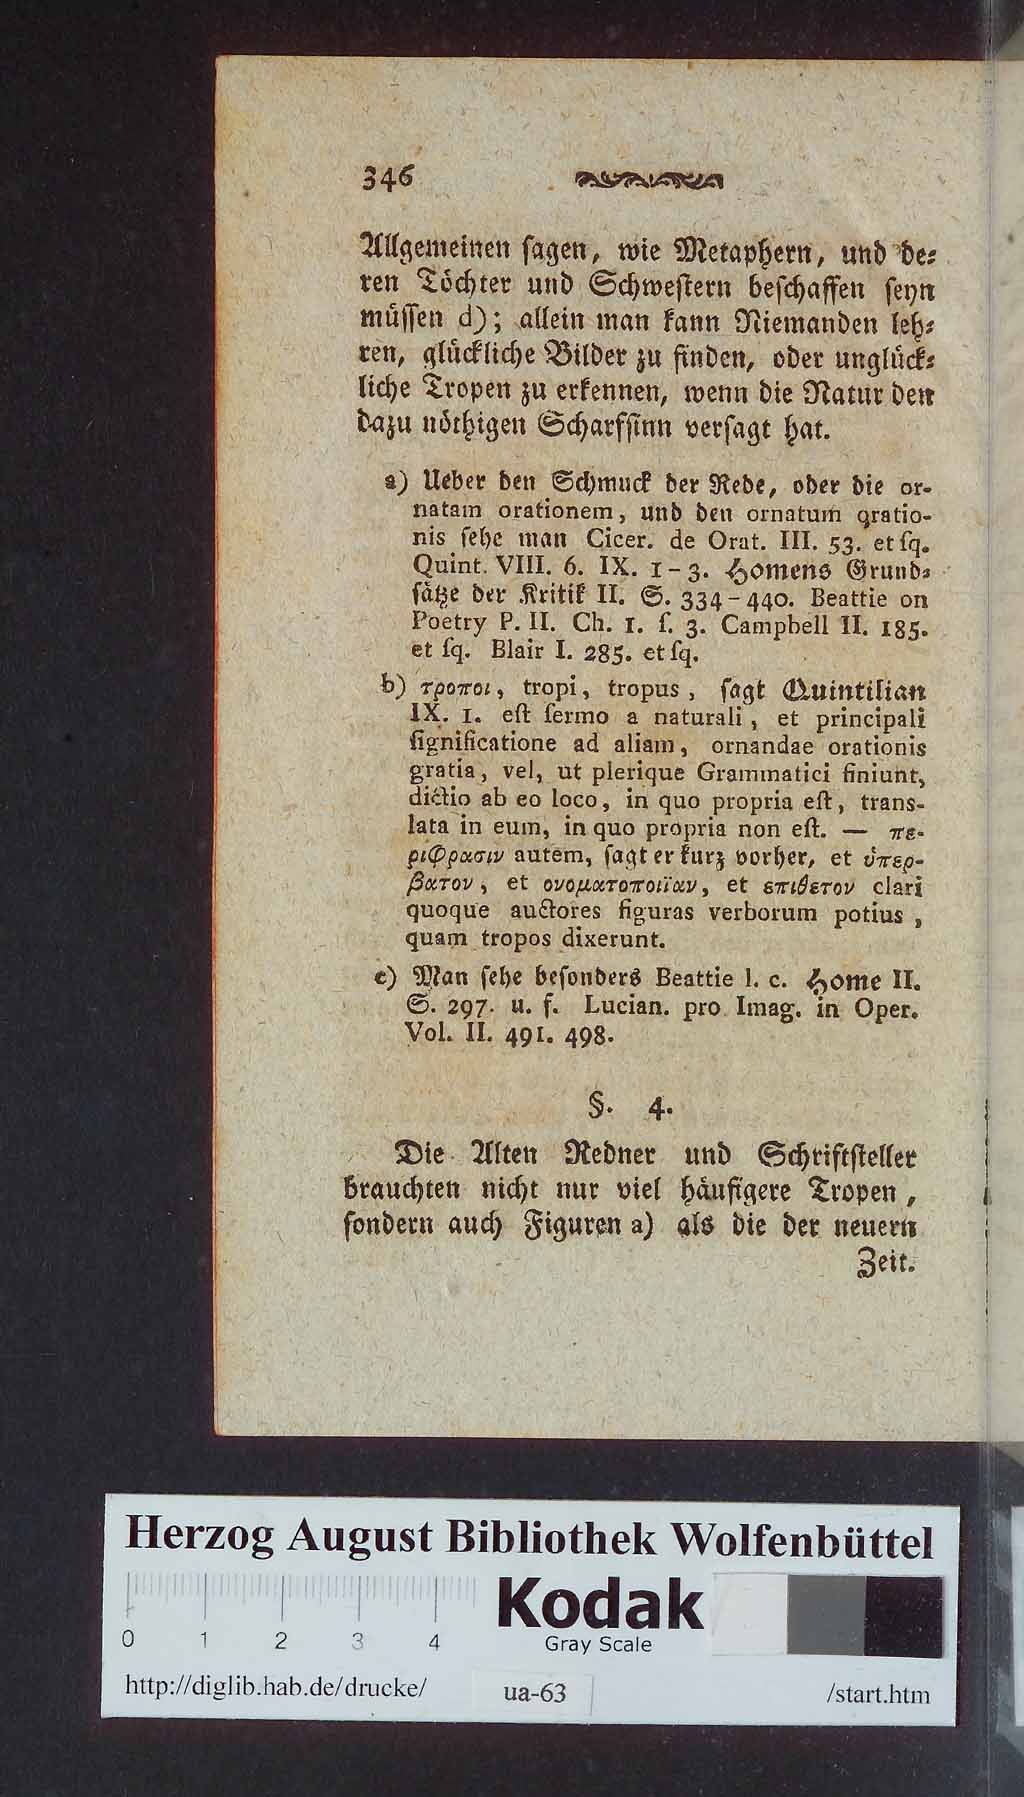 346
Allgemeinen sagen, wie Metaphern, und de⸗
ren Töchter und Schwestern beschaffen seyn
müssen d); allein man kann Niemanden leh⸗
ren, glückliche Bilder zu finden, oder unglück⸗
liche Tropen zu erkennen, wenn die Natur den
dazu nöthigen Scharfsinn versagt hat.
a) Ueber den Schmuck der Rede, oder die or-
natam orationem, und den ornatum oratio-
nis sehe man Cicer. de Orat. III. 53. et sq.
Quint. VIII. 6. IX. 1-3. Homens Grund⸗
sätze der Kritik II. S. 334-440. Beattie on
Poetry P. II. Ch. 1. s. 3. Campbell II. 185.
et sq. Blair I. 285. et sq.
b) τροποι, tropi, tropus, sagt Quintilian
IX. 1. est sermo a naturali, et principali
significatione ad aliam, ornandae orationis
gratia, vel, ut plerique Grammatici finiunt,
dictio ab eo loco, in quo propria est, trans-
lata in eum, in quo propria non est. — πε-
ριφρασιν autem, sagt er kurz vorher, et ὑπερ-
βατον, et ονοματοποιϊαν, et επιθετον clari
quoque auctores figuras verborum potius,
quam tropos dixerunt.
c) Man sehe besonders Beattie l. c. Home II.
S. 297. u. f. Lucian. pro Imag. in Oper.
Vol. II. 491. 498.
§. 4.
Die Alten Redner und Schriftsteller
brauchten nicht nur viel häufigere Tropen,
sondern auch Figuren a) als die der neuern
Zeit.
Herzog August Bibliothek Wolfenbüttel
Kodak
Gray Scale
0 1 2 3 4
http://diglib.hab.de/drucke/ ua-63 /start.htm